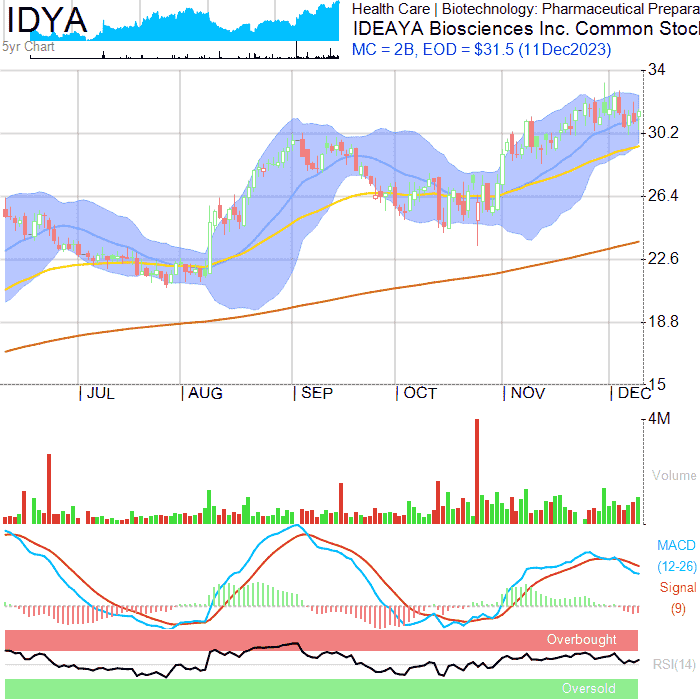 IDYA
5yr Chart
Health Care | Biotechnology: Pharmaceutical Prepara
IDEAYA Biosciences Inc. Common Stoc
MC = 2B, EOD = $31.5 (11Dec2023)
34
30.2
26.4
22.6
18.8
15
JUL AUG SEP OCT NOV DEC
4M
Volume
MACD
(12-26)
Signal
(9)
Overbought
RSI(14)
Oversold